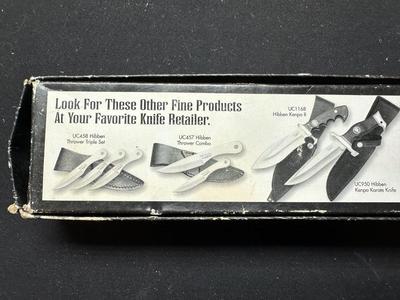 Look For These Other Fine Products
At Your Favorite Knife Retailer.
UC458 Hibben
Thrower Triple Set
UC457 Hibben
Thrower Combo
UC1168
Hibben Kenpo II
UC950 Hibben
Kenpo Karate Knife